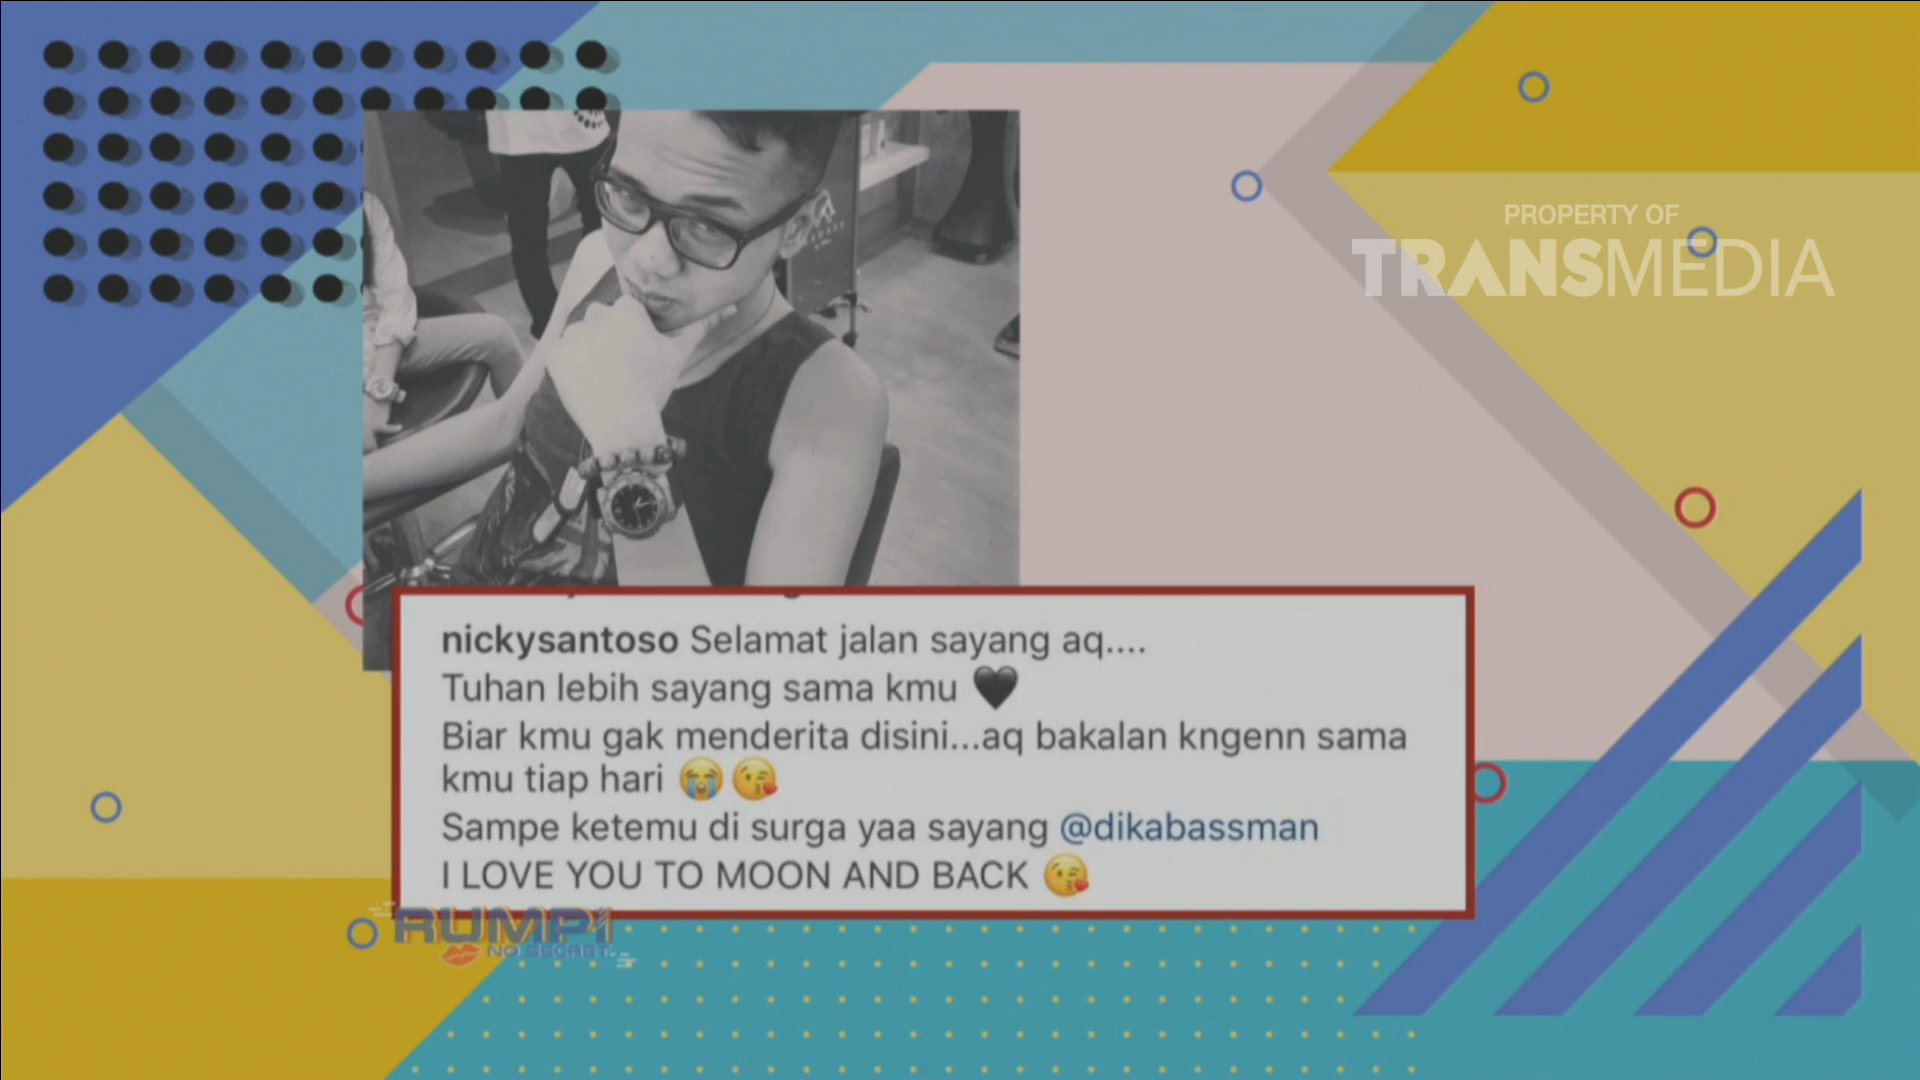 PROPERTY OF
TRANSMEDIA
nickysantoso Selamat jalan sayang aq....
Tuhan lebih sayang sama kmu 🖤
Biar kmu gak menderita disini...aq bakalan kngenn sama
kmu tiap hari 😭😘
Sampe ketemu di surga yaa sayang @dikabassman
I LOVE YOU TO MOON AND BACK 😘
RUMPI
NO SECRET